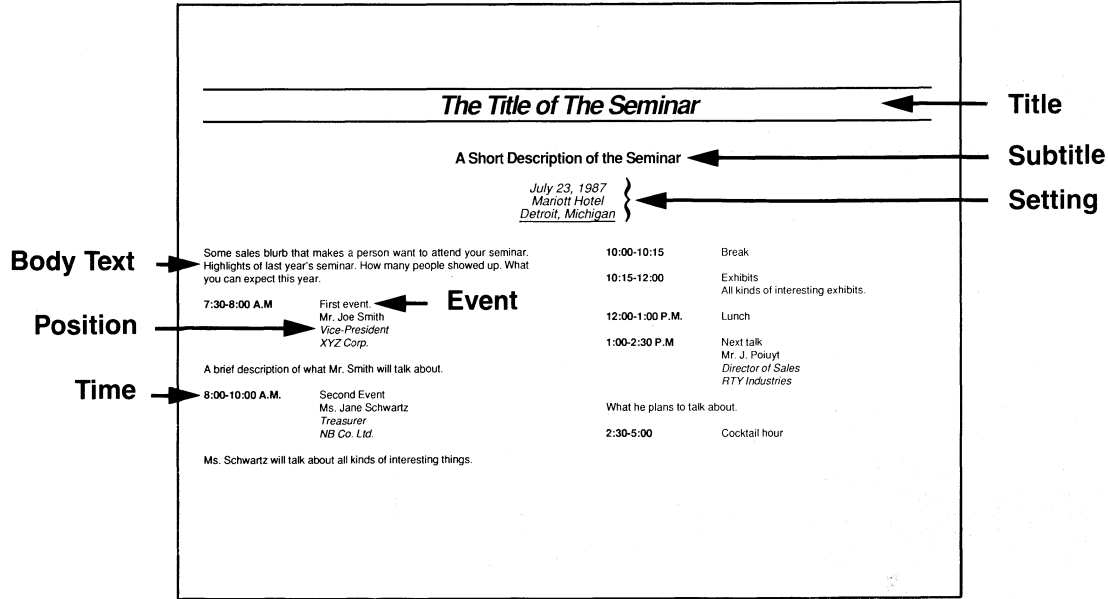 The Title of The Seminar
Title
A Short Description of the Seminar
Subtitle
July 23, 1987
Mariott Hotel
Detroit, Michigan
Setting
Body Text
Some sales blurb that makes a person want to attend your seminar.
Highlights of last year's seminar. How many people showed up. What
you can expect this year.
7:30-8:00 A.M
First event.
Event
Mr. Joe Smith
Position
Vice-President
XYZ Corp.
A brief description of what Mr. Smith will talk about.
Time
8:00-10:00 A.M.
Second Event
Ms. Jane Schwartz
Treasurer
NB Co. Ltd.
Ms. Schwartz will talk about all kinds of interesting things.
10:00-10:15
Break
10:15-12:00
Exhibits
All kinds of interesting exhibits.
12:00-1:00 P.M.
Lunch
1:00-2:30 P.M
Next talk
Mr. J. Poiuyt
Director of Sales
RTY Industries
What he plans to talk about.
2:30-5:00
Cocktail hour